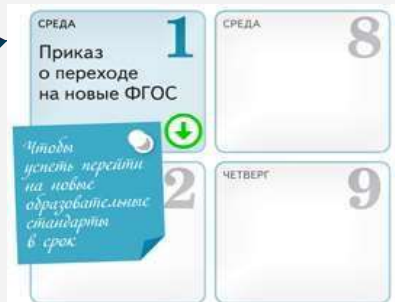 СРЕДА
1
Приказ
о переходе
на новые ФГОС
СРЕДА
8
Чтобы
успеть перейти
на новые
образовательные
стандарты
в срок
2
ЧЕТВЕРГ
9